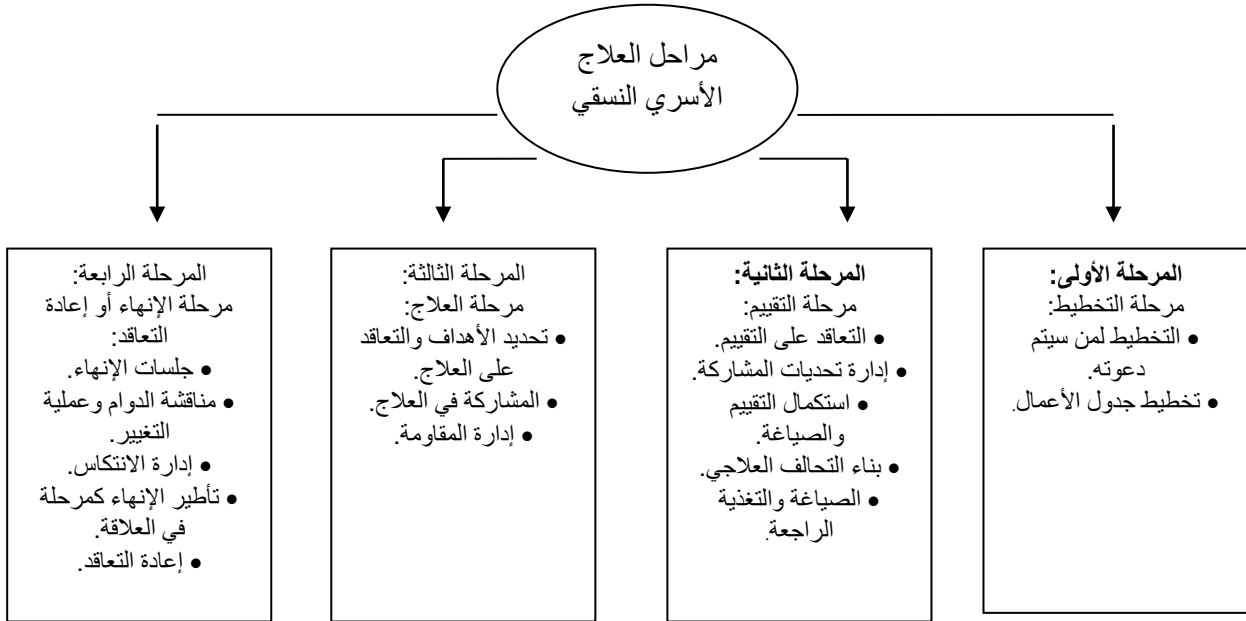 مراحل العلاج
الأسري النسقي
المرحلة الأولى:
مرحلة التخطيط:
• التخطيط لمن سيتم
دعوته.
• تخطيط جدول الأعمال.
المرحلة الثانية:
مرحلة التقييم:
• التعاقد على التقييم.
• إدارة تحديات المشاركة.
• استكمال التقييم
والصياغة.
• بناء التحالف العلاجي.
• الصياغة والتغذية
الراجعة.
المرحلة الثالثة:
مرحلة العلاج:
• تحديد الأهداف والتعاقد
على العلاج.
• المشاركة في العلاج.
• إدارة المقاومة.
المرحلة الرابعة:
مرحلة الإنهاء أو إعادة
التعاقد:
• جلسات الإنهاء.
• مناقشة الدوام وعملية
التغيير.
• إدارة الانتكاس.
• تأطير الإنهاء كمرحلة
في العلاقة.
• إعادة التعاقد.